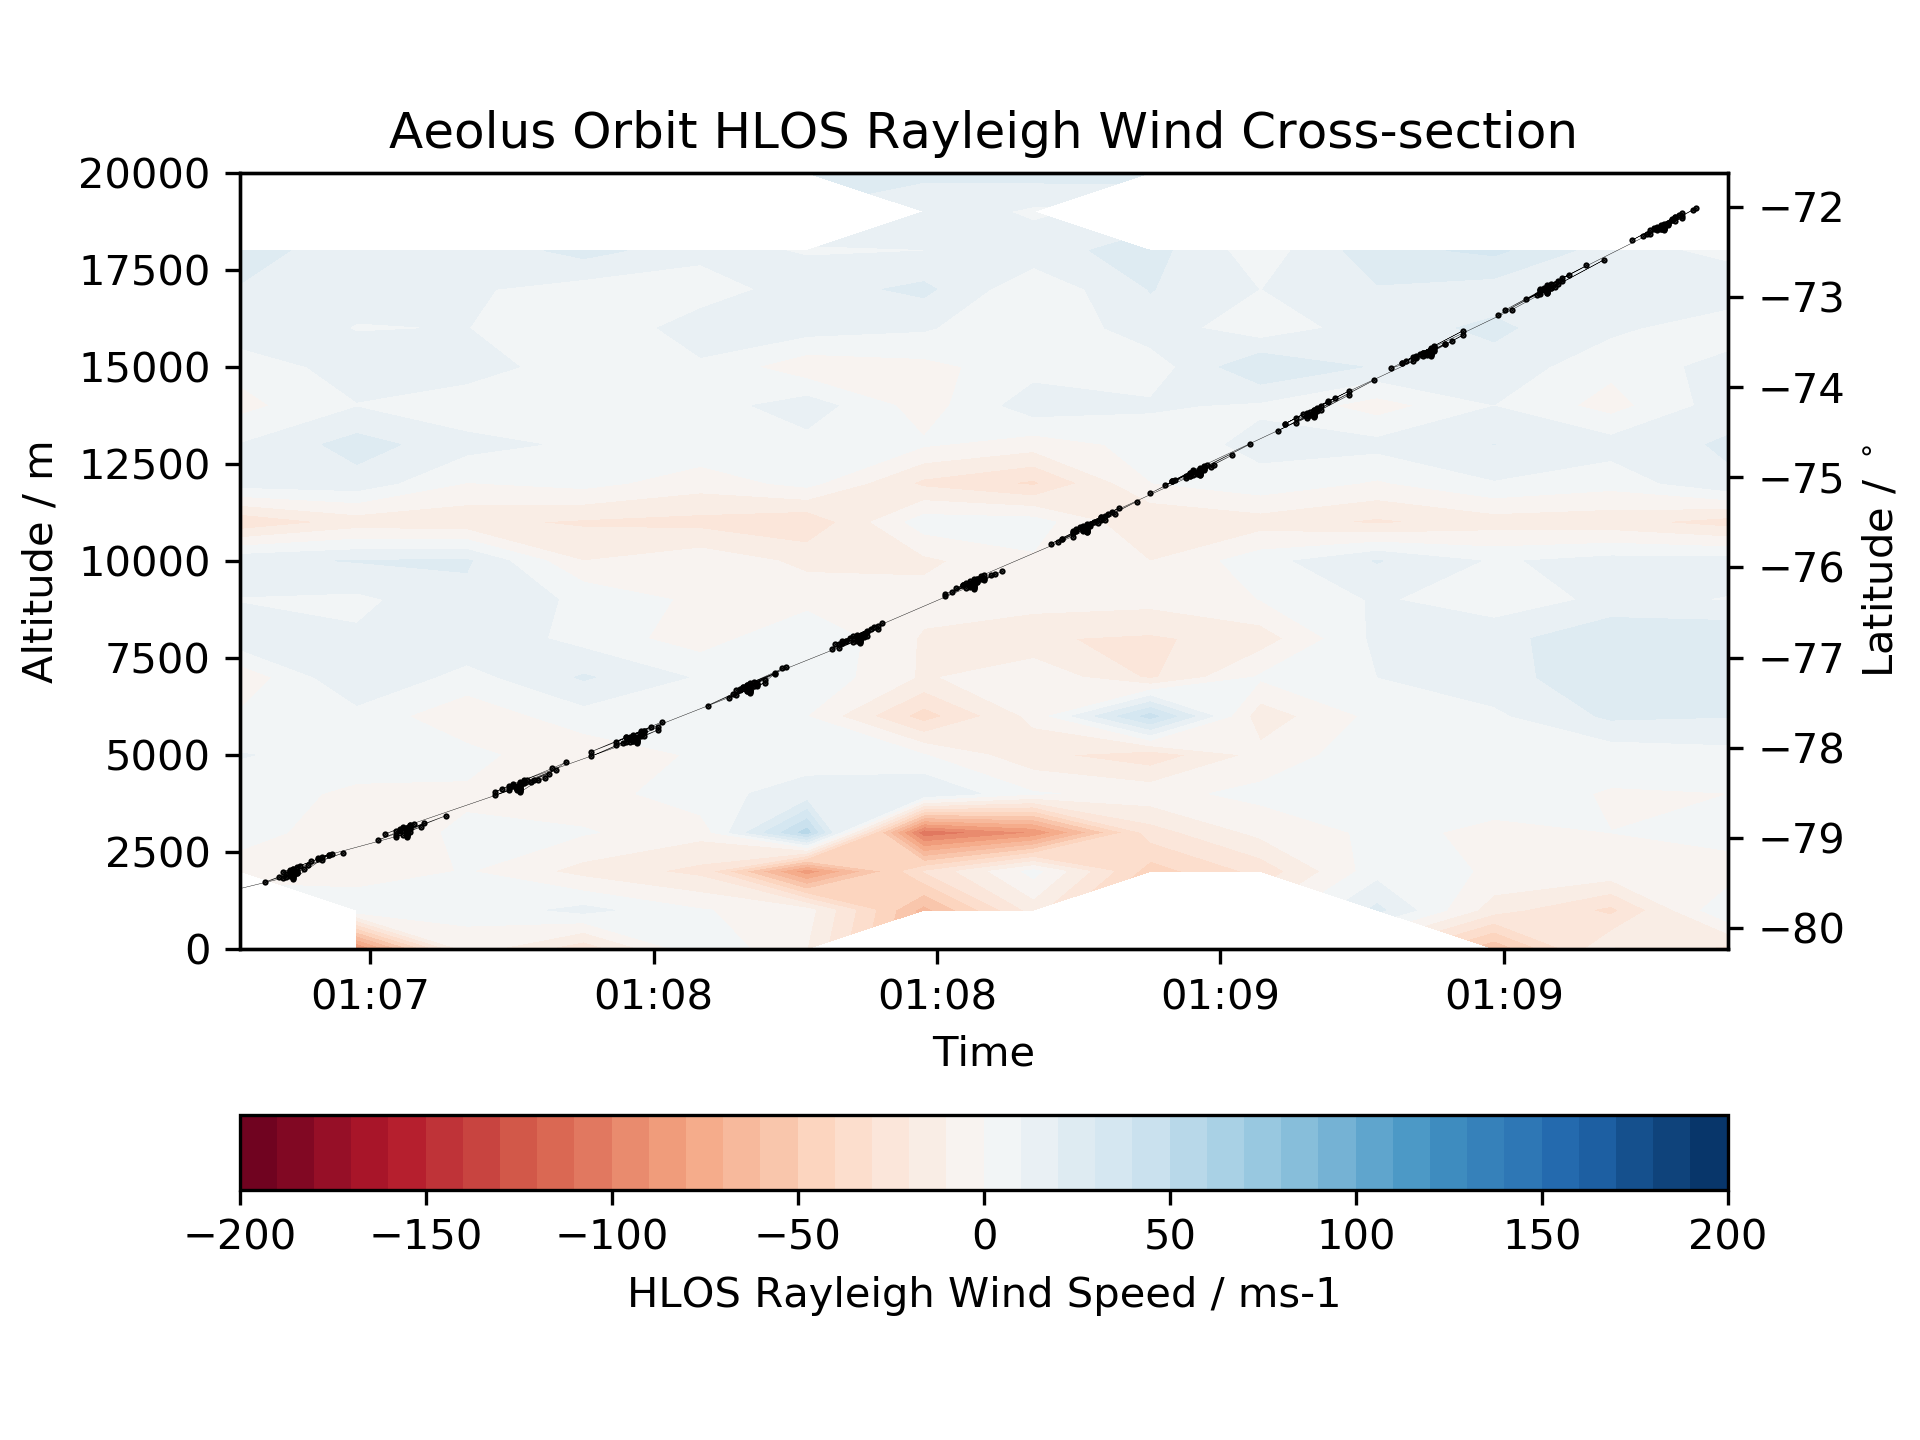 Aeolus Orbit HLOS Rayleigh Wind Cross-section
20000
17500
15000
12500
10000
7500
5000
2500
0
Altitude / m
−72
−73
−74
−75
−76
−77
−78
−79
−80
Latitude / °
01:07 01:08 01:08 01:09 01:09
Time
−200 −150 −100 −50 0 50 100 150 200
HLOS Rayleigh Wind Speed / ms-1